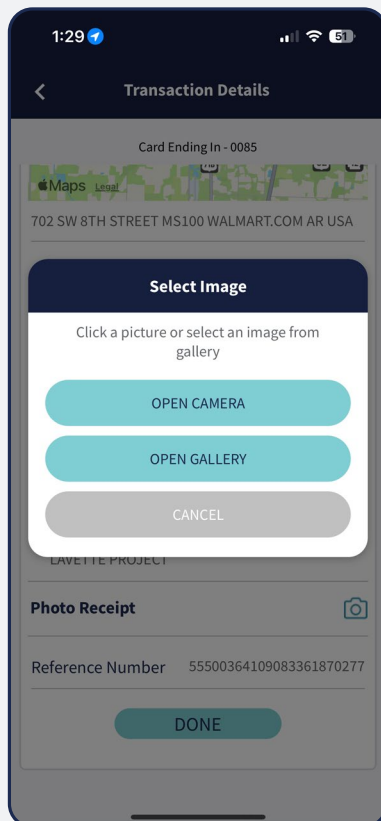 1:29
51
Transaction Details
Card Ending In - 0085
Maps Legal
702 SW 8TH STREET MS100 WALMART.COM AR USA
Select Image
Click a picture or select an image from
gallery
OPEN CAMERA
OPEN GALLERY
CANCEL
LAVETTE PROJECT
Photo Receipt
Reference Number 55500364109083361870277
DONE